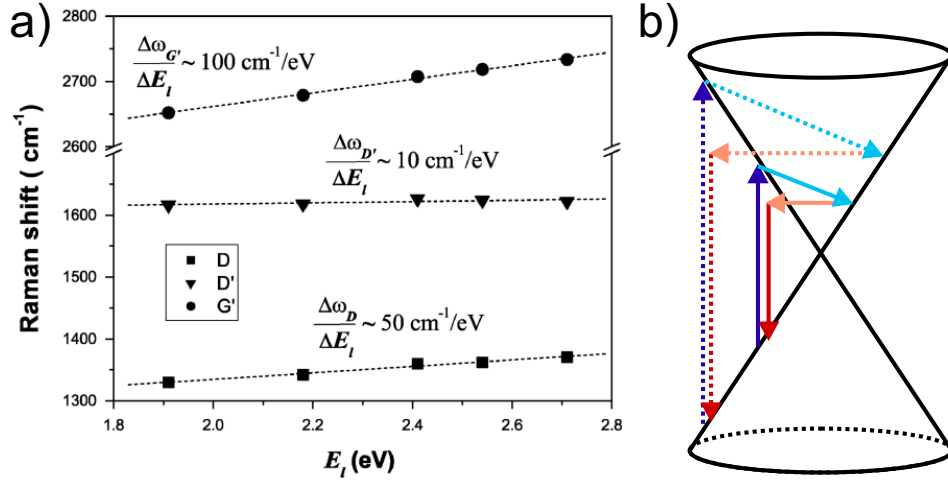 a)
b)
2800
2700
2600
1600
1500
1400
1300
Raman shift ( cm⁻¹)
Δω_G'
ΔE_l
~ 100 cm⁻¹/eV
Δω_D'
ΔE_l
~ 10 cm⁻¹/eV
D
D'
G'
Δω_D
ΔE_l
~ 50 cm⁻¹/eV
1.8 2.0 2.2 2.4 2.6 2.8
E_l (eV)